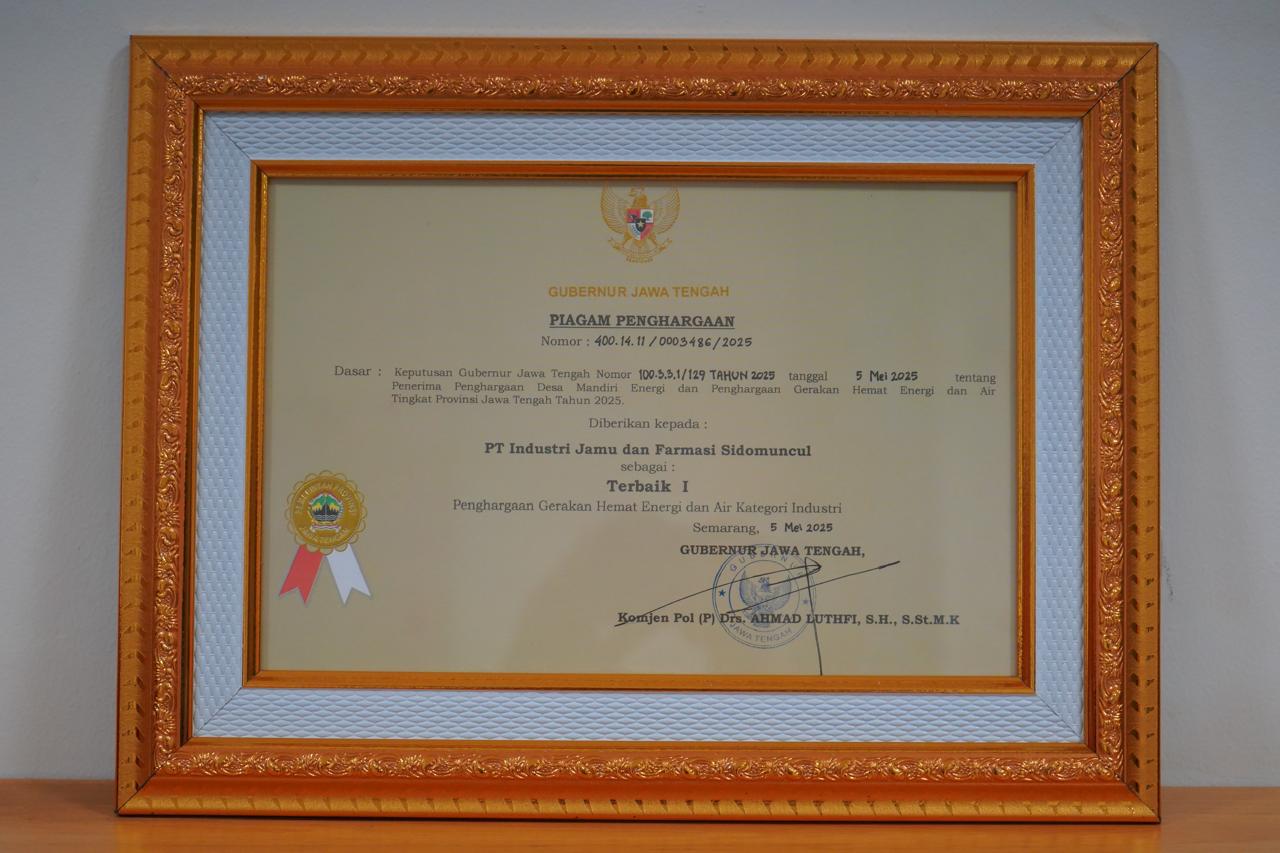 GUBERNUR JAWA TENGAH
PIAGAM PENGHARGAAN
Nomor : 400.14.11 / 0003486 / 2025
Dasar : Keputusan Gubernur Jawa Tengah Nomor 100.3.3.1/129 TAHUN 2025 tanggal 5 Mei 2025 tentang
Penerima Penghargaan Desa Mandiri Energi dan Penghargaan Gerakan Hemat Energi dan Air
Tingkat Provinsi Jawa Tengah Tahun 2025.
Diberikan kepada :
PT Industri Jamu dan Farmasi Sidomuncul
sebagai :
Terbaik I
Penghargaan Gerakan Hemat Energi dan Air Kategori Industri
Semarang, 5 Mei 2025
GUBERNUR JAWA TENGAH,
Komjen Pol (P) Drs. AHMAD LUTHFI, S.H., S.St.M.K
JAWA TENGAH